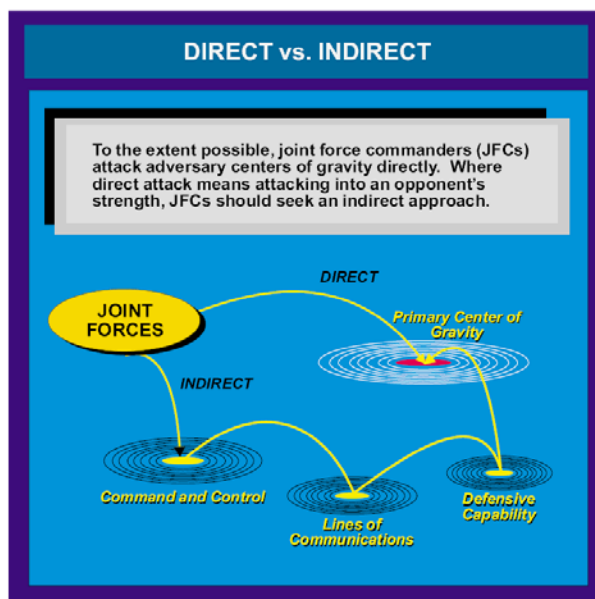 DIRECT vs. INDIRECT
To the extent possible, joint force commanders (JFCs)
attack adversary centers of gravity directly. Where
direct attack means attacking into an opponent's
strength, JFCs should seek an indirect approach.
DIRECT
JOINT
FORCES
Primary Center of
Gravity
INDIRECT
Command and Control
Lines of
Communications
Defensive
Capability